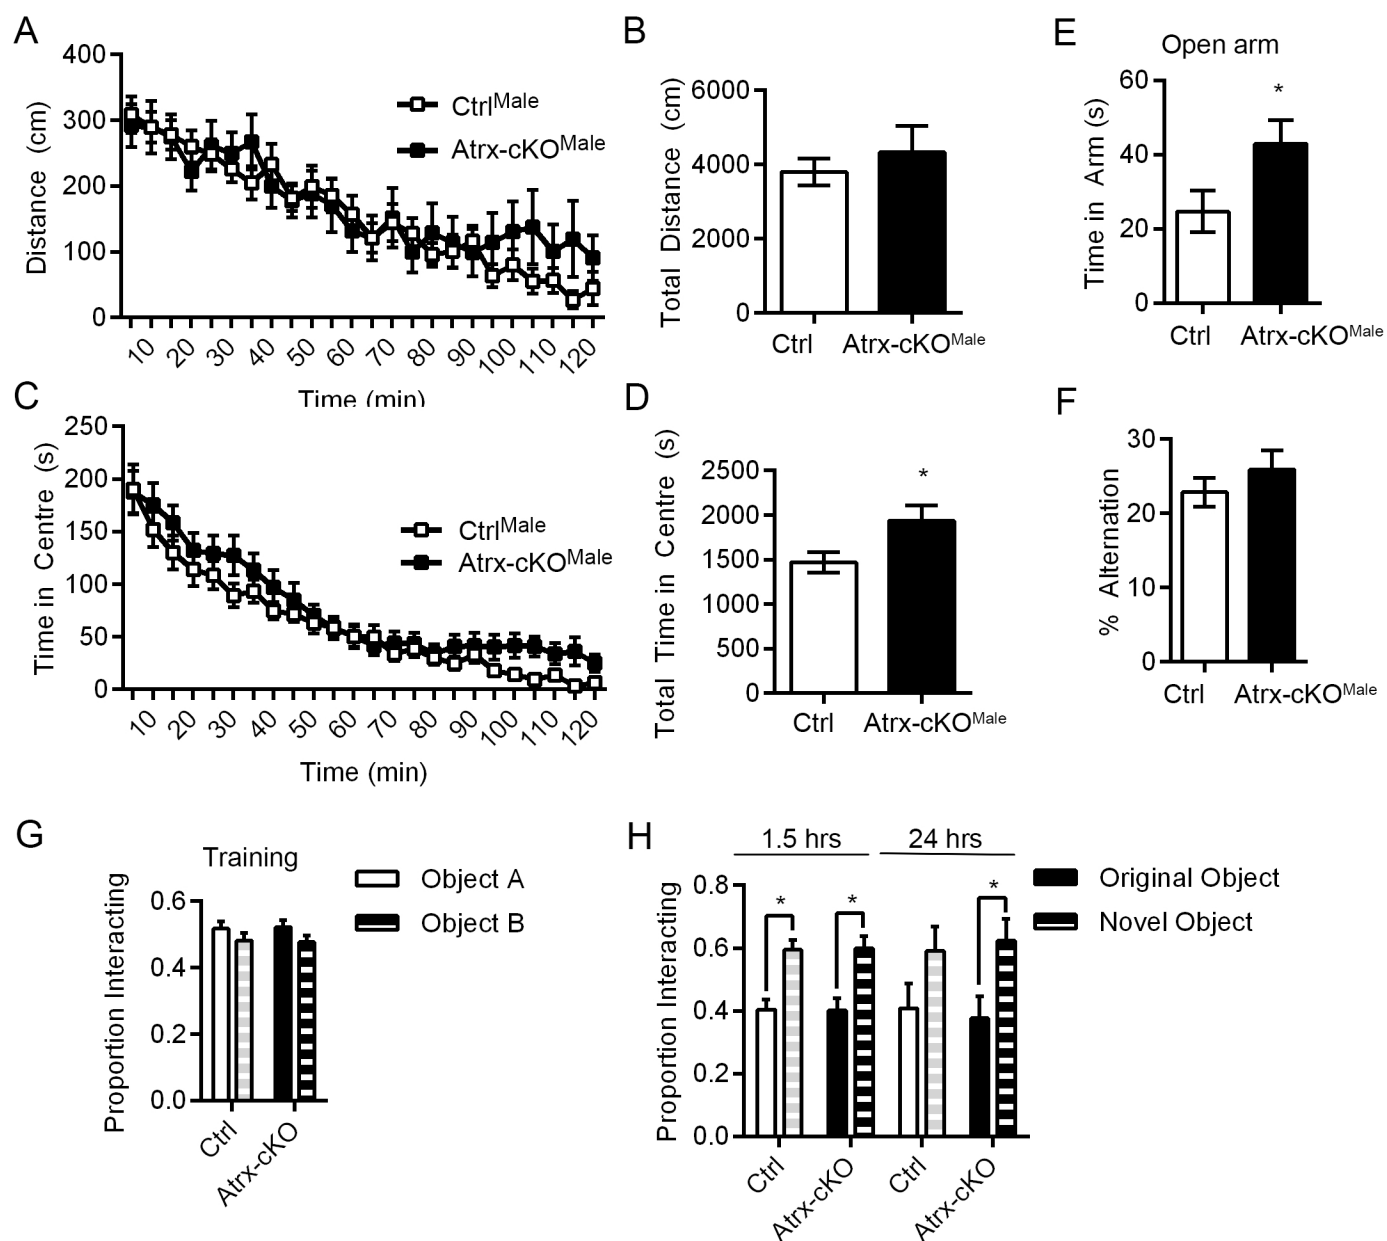 A
400
300
200
100
0
Distance (cm)
Ctrl^Male
Atrx-cKO^Male
10 20 30 40 50 60 70 80 90 100 110 120
Time (min)
B
6000
4000
2000
0
Total Distance (cm)
Ctrl Atrx-cKO^Male
E
Open arm
60
40
20
0
Time in Arm (s)
*
Ctrl Atrx-cKO^Male
C
250
200
150
100
50
0
Time in Centre (s)
Ctrl^Male
Atrx-cKO^Male
10 20 30 40 50 60 70 80 90 100 110 120
Time (min)
D
2500
2000
1500
1000
500
0
Total Time in Centre (s)
*
Ctrl Atrx-cKO^Male
F
30
20
10
0
% Alternation
Ctrl Atrx-cKO^Male
G
Training
0.6
0.4
0.2
0.0
Proportion Interacting
Object A
Object B
Ctrl
Atrx-cKO
H
1.5 hrs 24 hrs
0.8
0.6
0.4
0.2
0.0
Proportion Interacting
* * *
Original Object
Novel Object
Ctrl
Atrx-cKO
Ctrl
Atrx-cKO